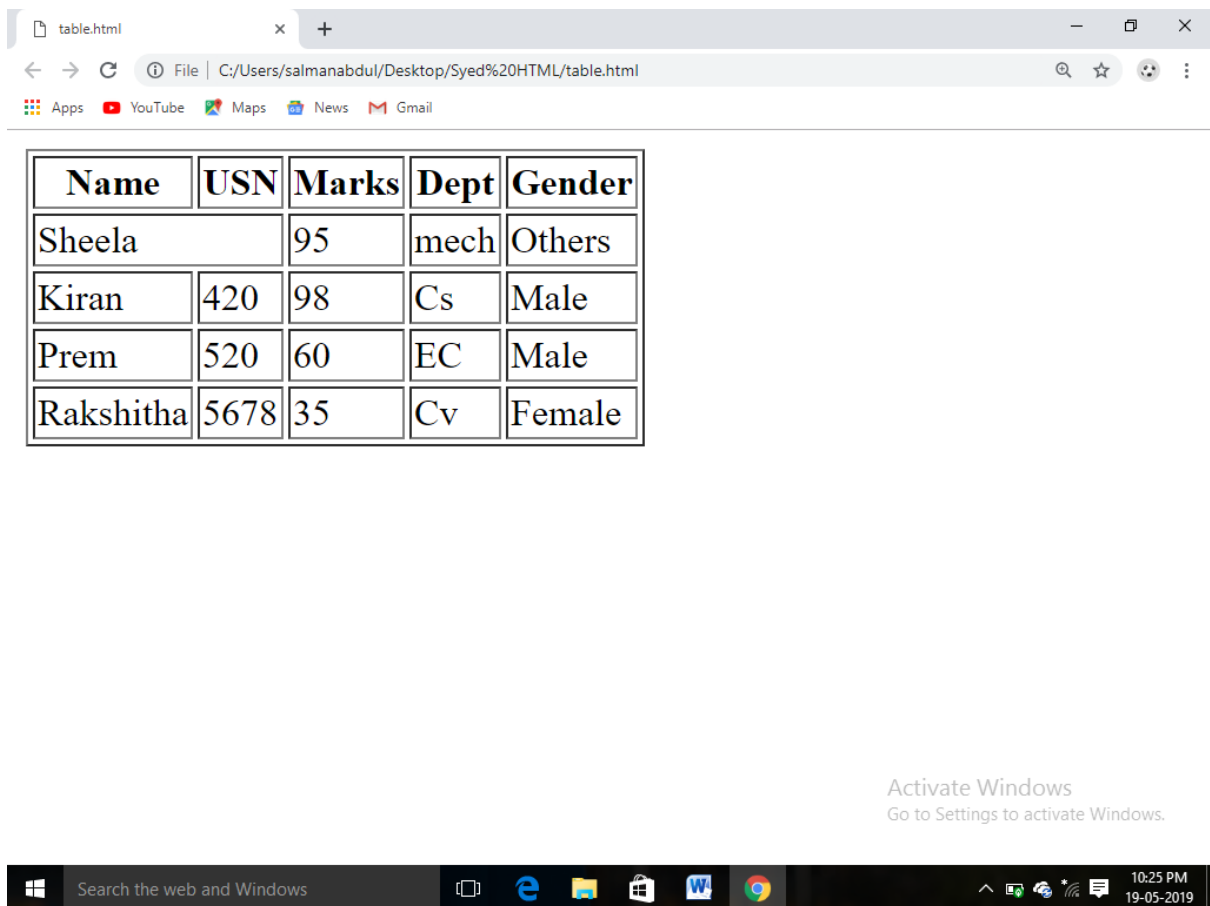 table.html
File C:/Users/salmanabdul/Desktop/Syed%20HTML/table.html
Apps YouTube Maps News Gmail
Name USN Marks Dept Gender
Sheela 95 mech Others
Kiran 420 98 Cs Male
Prem 520 60 EC Male
Rakshitha 5678 35 Cv Female
Activate Windows
Go to Settings to activate Windows.
Search the web and Windows
10:25 PM
19-05-2019